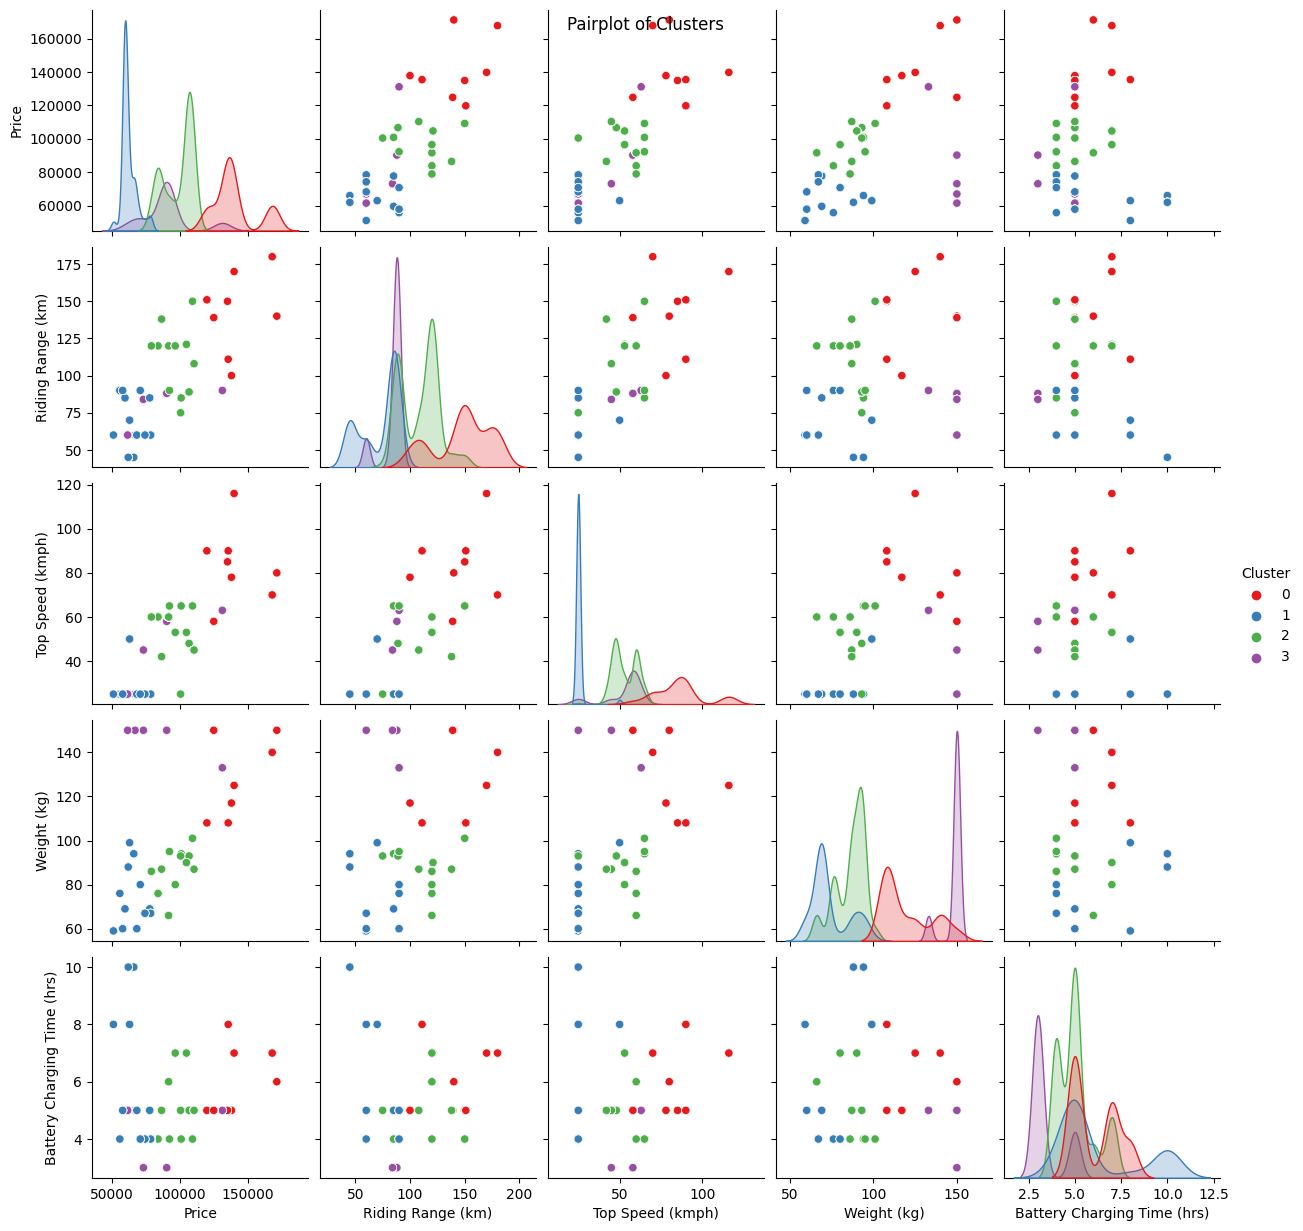 Pairplot of Clusters
Price
160000
140000
120000
100000
80000
60000
Riding Range (km)
175
150
125
100
75
50
Top Speed (kmph)
120
100
80
60
40
Cluster
0
1
2
3
Weight (kg)
140
120
100
80
60
Battery Charging Time (hrs)
10
8
6
4
50000 100000 150000
50 100 150 200
50 100
50 100 150
2.5 5.0 7.5 10.0 12.5
Price Riding Range (km) Top Speed (kmph) Weight (kg) Battery Charging Time (hrs)